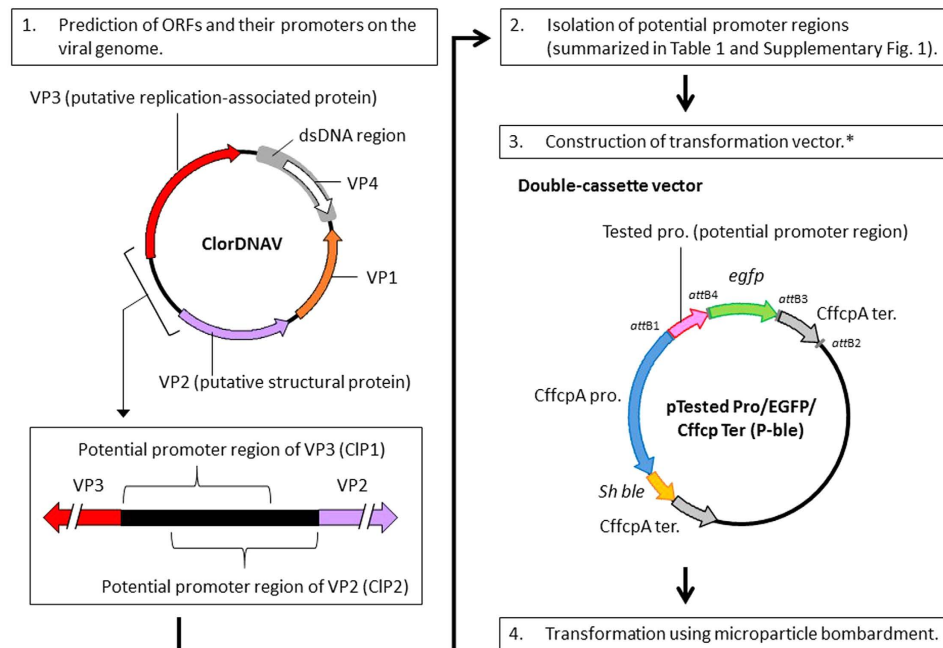 1. Prediction of ORFs and their promoters on the
viral genome.
VP3 (putative replication-associated protein)
dsDNA region
VP4
ClorDNAV
VP1
VP2 (putative structural protein)
Potential promoter region of VP3 (ClP1)
VP3
VP2
Potential promoter region of VP2 (ClP2)
2. Isolation of potential promoter regions
(summarized in Table 1 and Supplementary Fig. 1).
3. Construction of transformation vector.*
Double-cassette vector
Tested pro. (potential promoter region)
egfp
attB4
attB3
CffcpA ter.
attB1
attB2
CffcpA pro.
pTested Pro/EGFP/
Cffcp Ter (P-ble)
Sh ble
CffcpA ter.
4. Transformation using microparticle bombardment.